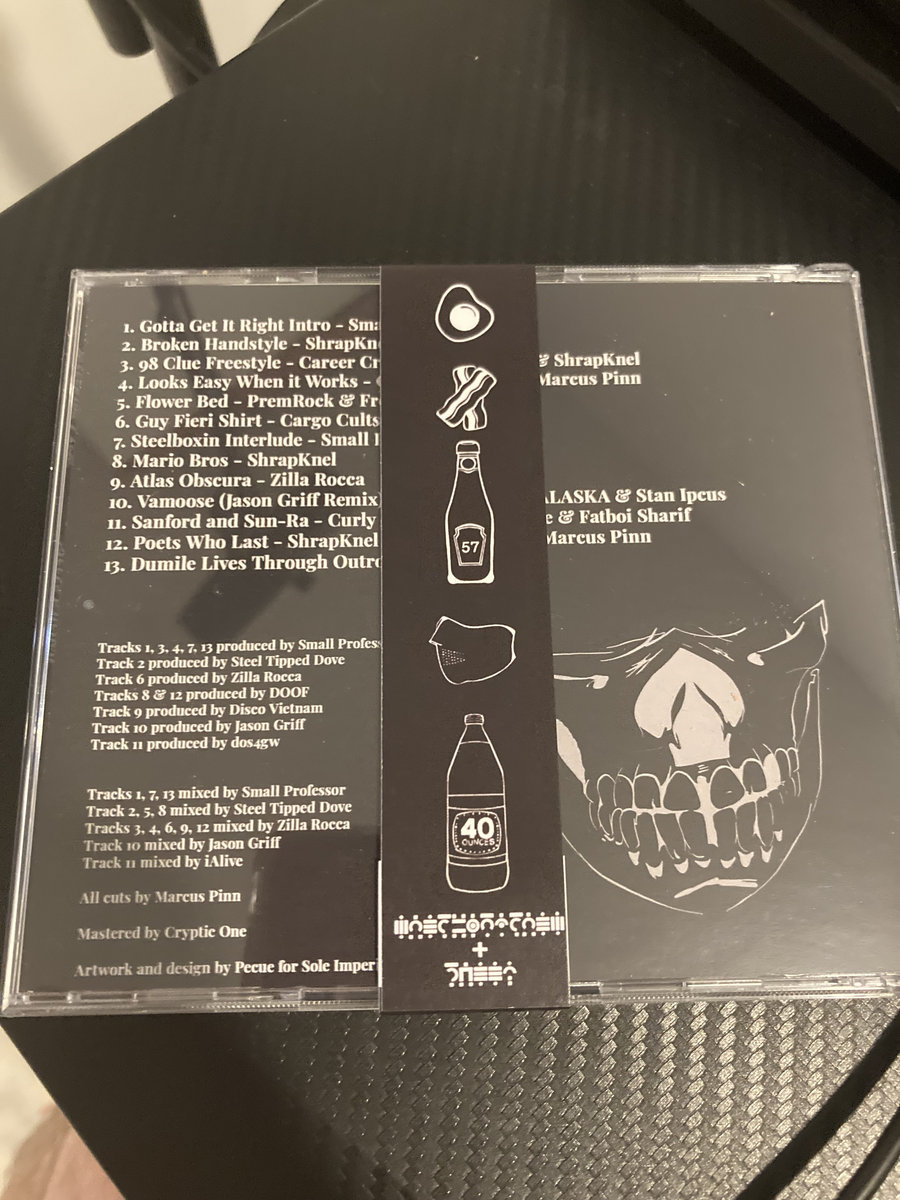 1. Gotta Get It Right Intro - Sma
2. Broken Handstyle - ShrapKne
3. 98 Clue Freestyle - Career Cr & ShrapKnel
4. Looks Easy When it Works - Marcus Pinn
5. Flower Bed - PremRock & Fr
6. Guy Fieri Shirt - Cargo Cults
7. Steelboxin Interlude - Small
8. Mario Bros - ShrapKnel
9. Atlas Obscura - Zilla Rocca
10. Vamoose (Jason Griff Remix ALASKA & Stan Ipcus
11. Sanford and Sun-Ra - Curly e & Fatboi Sharif
12. Poets Who Last - ShrapKnel Marcus Pinn
13. Dumile Lives Through Outro
Tracks 1, 3, 4, 7, 13 produced by Small Profess
Track 2 produced by Steel Tipped Dove
Track 6 produced by Zilla Rocca
Tracks 8 & 12 produced by DOOF
Track 9 produced by Disco Vietnam
Track 10 produced by Jason Griff
Track 11 produced by dos4gw
Tracks 1, 7, 13 mixed by Small Professor
Track 2, 5, 8 mixed by Steel Tipped Dove
Tracks 3, 4, 6, 9, 12 mixed by Zilla Rocca
Track 10 mixed by Jason Griff
Track 11 mixed by iAlive
All cuts by Marcus Pinn
Mastered by Cryptic One
Artwork and design by Pecue for Sole Imper
57
40
OUNCES
+